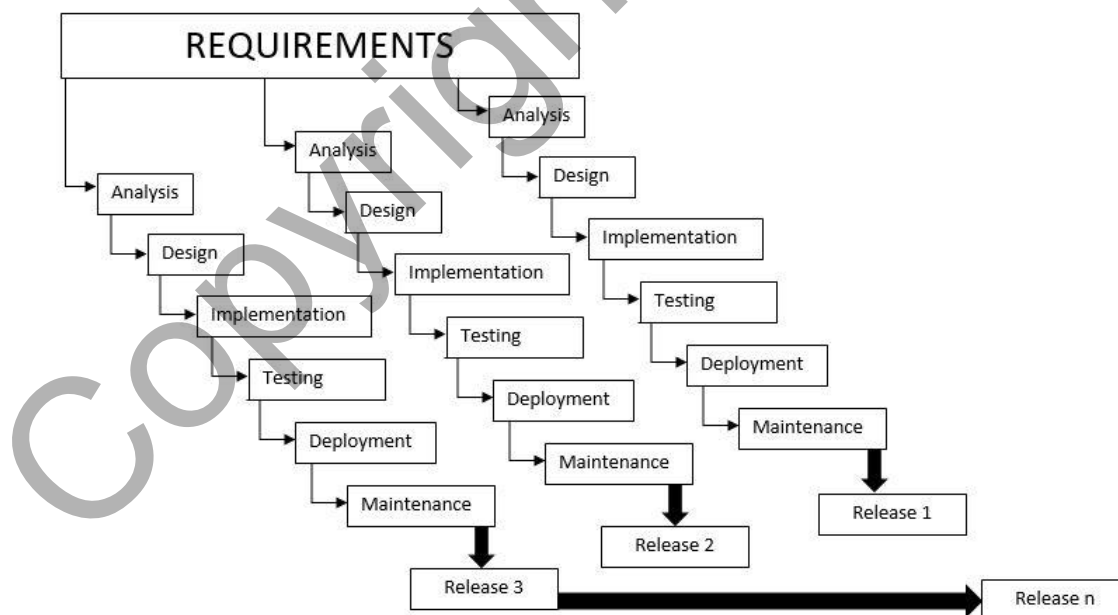 REQUIREMENTS
Analysis
Design
Implementation
Testing
Deployment
Maintenance
Release 3
Analysis
Design
Implementation
Testing
Deployment
Maintenance
Release 2
Analysis
Design
Implementation
Testing
Deployment
Maintenance
Release 1
Release n
Copyrigh